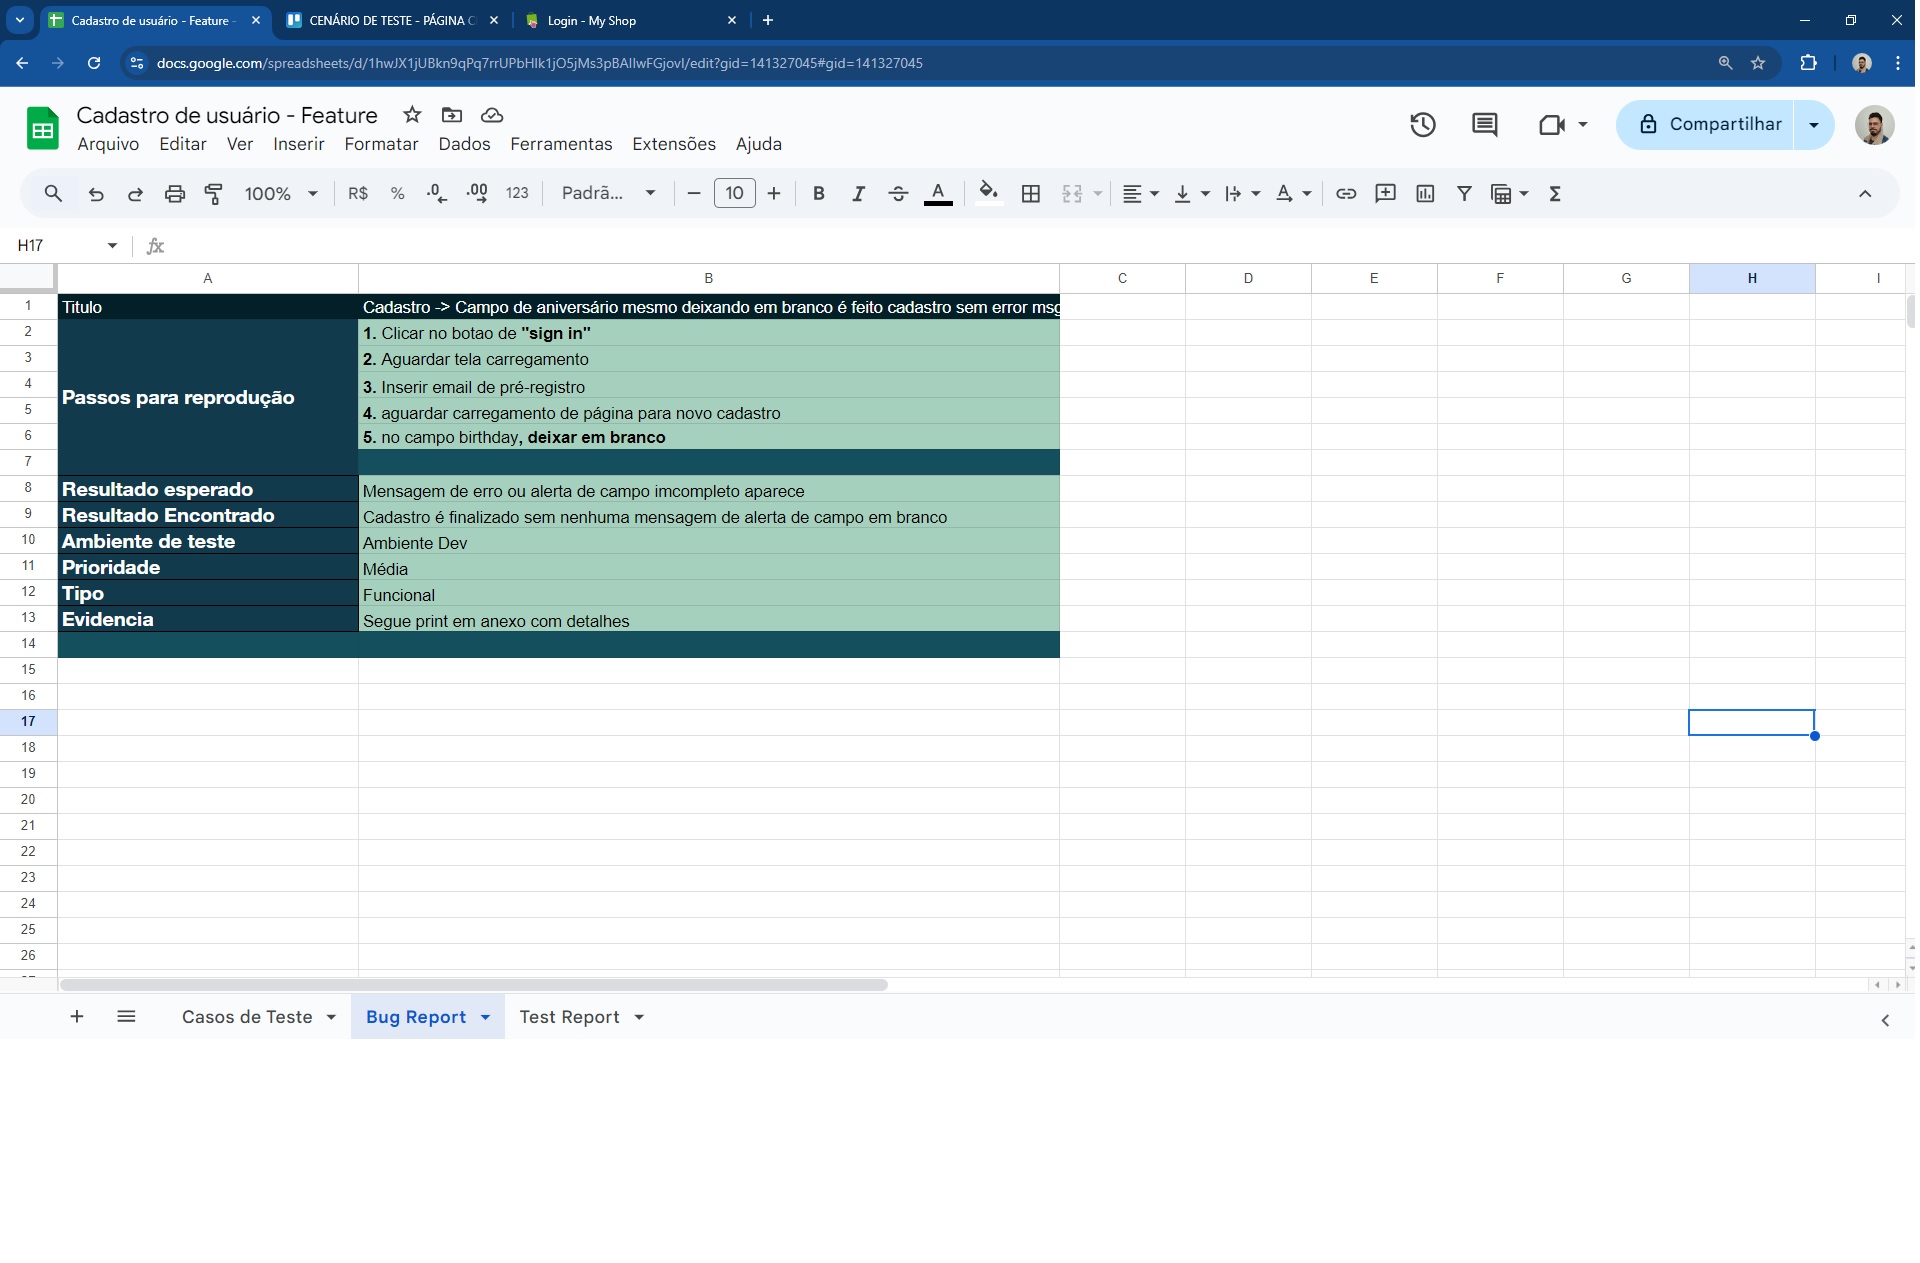 Cadastro de usuário - Feature -
CENÁRIO DE TESTE - PÁGINA C
Login - My Shop
docs.google.com/spreadsheets/d/1hwJX1jUBkn9qPq7rrUPbHIk1jO5jMs3pBAIlwFGjovI/edit?gid=141327045#gid=141327045
Cadastro de usuário - Feature
Arquivo Editar Ver Inserir Formatar Dados Ferramentas Extensões Ajuda
Compartilhar
100% R$ % .0 .00 123 Padrã... 10 B I S A A Σ
H17 fx
A B C D E F G H I
1 Titulo Cadastro -> Campo de aniversário mesmo deixando em branco é feito cadastro sem error msg
2 1. Clicar no botao de "sign in"
3 2. Aguardar tela carregamento
4 3. Inserir email de pré-registro
Passos para reprodução
5 4. aguardar carregamento de página para novo cadastro
6 5. no campo birthday, deixar em branco
7
8 Resultado esperado Mensagem de erro ou alerta de campo imcompleto aparece
9 Resultado Encontrado Cadastro é finalizado sem nenhuma mensagem de alerta de campo em branco
10 Ambiente de teste Ambiente Dev
11 Prioridade Média
12 Tipo Funcional
13 Evidencia Segue print em anexo com detalhes
14
15
16
17
18
19
20
21
22
23
24
25
26
Casos de Teste Bug Report Test Report